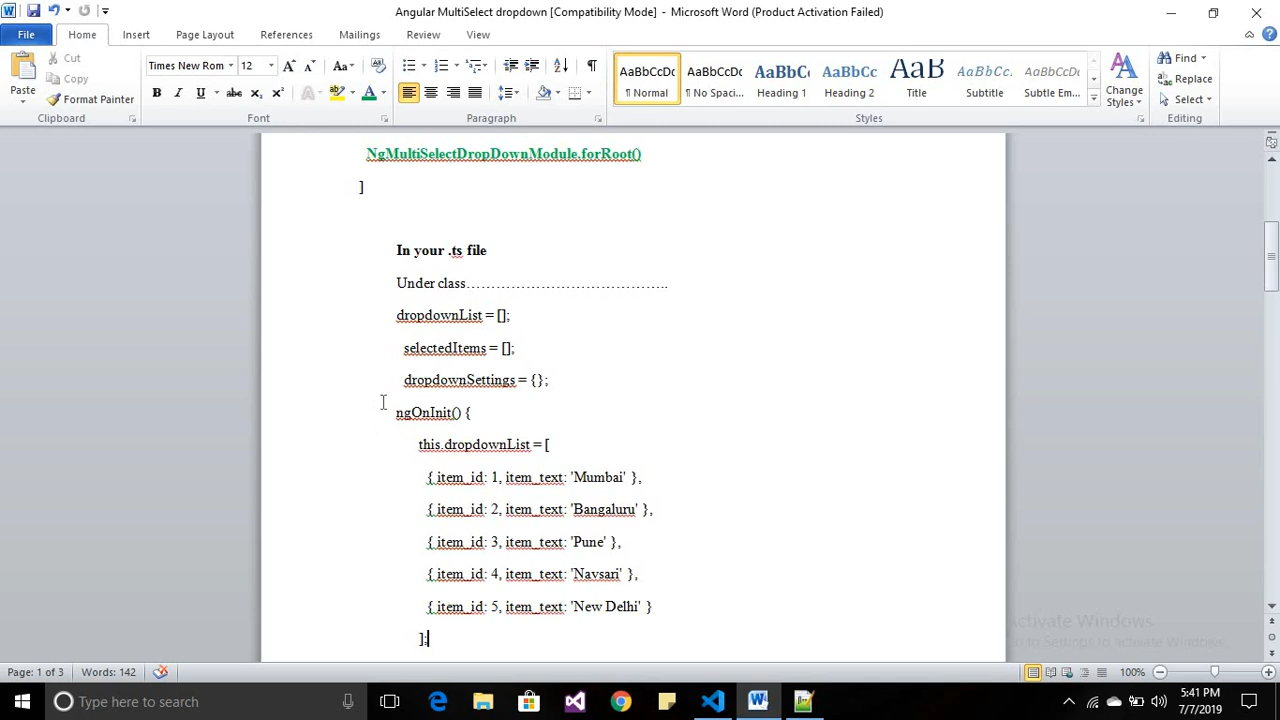 Angular MultiSelect dropdown [Compatibility Mode] - Microsoft Word (Product Activation Failed)
File Home Insert Page Layout References Mailings Review View
Paste
Cut
Copy
Format Painter
Clipboard
Times New Rom 12
Font
Paragraph
AaBbCcDc AaBbCcDc AaBbC AaBbCc AaB AaBbCcL AaBbCcDc
¶ Normal ¶ No Spaci... Heading 1 Heading 2 Title Subtitle Subtle Em...
Change Styles
Styles
Find
Replace
Select
Editing
NgMultiSelectDropDownModule.forRoot()
]
In your .ts file
Under class…………………………………..
dropdownList = [];
selectedItems = [];
dropdownSettings = {};
ngOnInit() {
this.dropdownList = [
{ item_id: 1, item_text: 'Mumbai' },
{ item_id: 2, item_text: 'Bangaluru' },
{ item_id: 3, item_text: 'Pune' },
{ item_id: 4, item_text: 'Navsari' },
{ item_id: 5, item_text: 'New Delhi' }
];
Activate Windows
Go to Settings to activate Windows.
Page: 1 of 3 Words: 142 100%
Type here to search
5:41 PM
7/7/2019